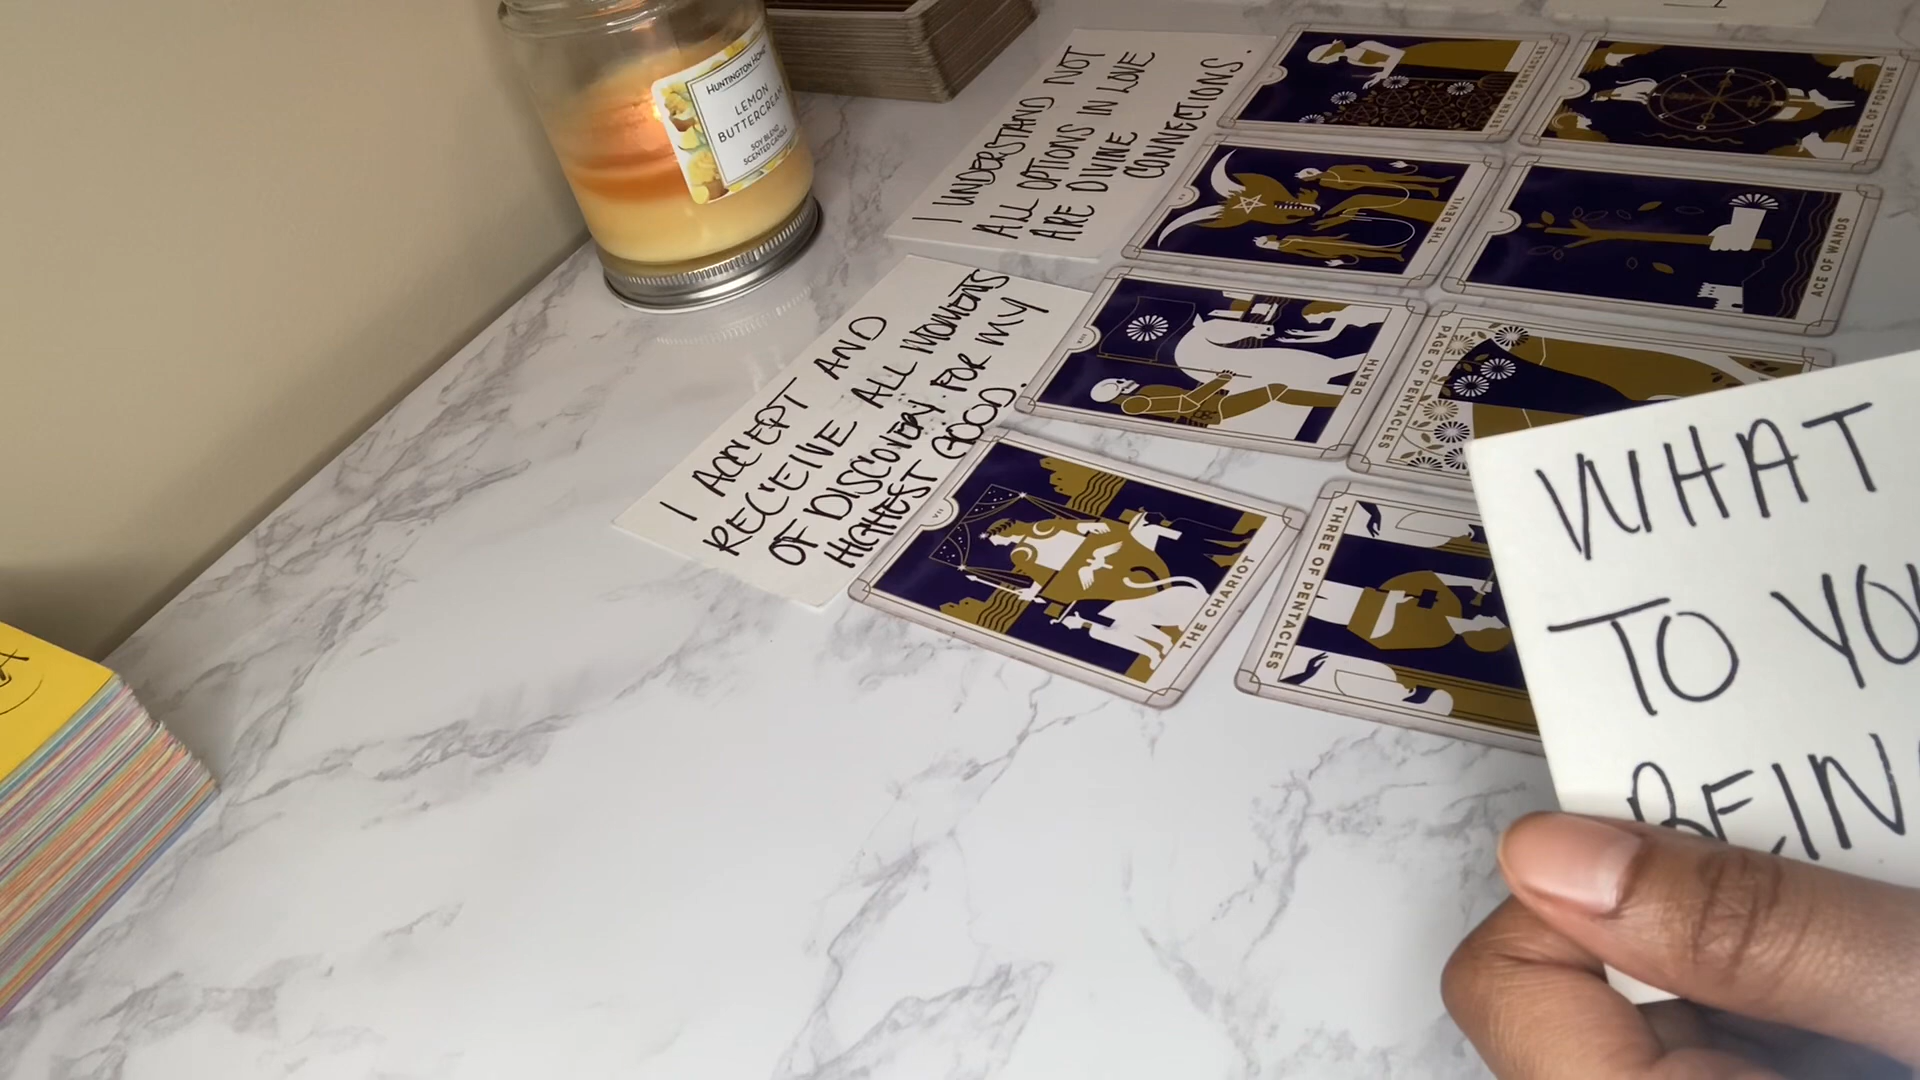 HUNTINGTON HOME
LEMON
BUTTERCREAM
SOY BLEND
SCENTED CANDLE
I UNDERSTAND NOT
ALL OPTIONS IN LOVE
ARE DIVINE
CONNECTIONS.
SEVEN OF PENTACLES
WHEEL OF FORTUNE
THE DEVIL
ACE OF WANDS
I ACCEPT AND
RECEIVE ALL MOMENTS
OF DISCOVERY FOR MY
HIGHEST GOOD.
DEATH
PAGE OF PENTACLES
VII
THE CHARIOT
THREE OF PENTACLES
WHAT
TO